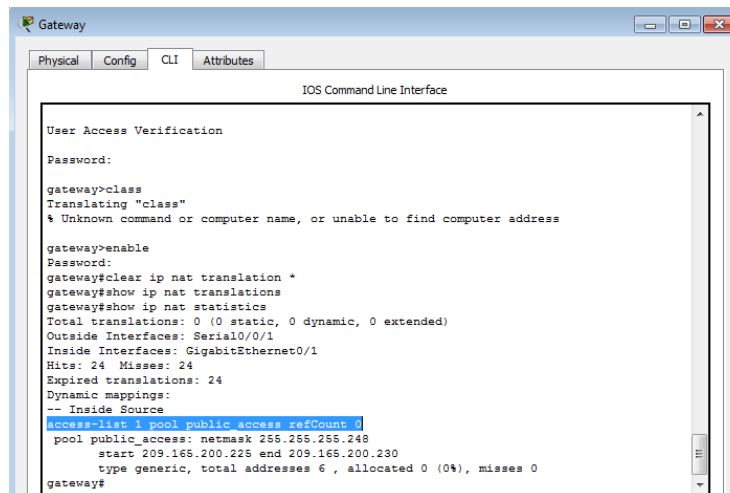 Gateway
Physical Config CLI Attributes
IOS Command Line Interface
User Access Verification
Password:
gateway>class
Translating "class"
% Unknown command or computer name, or unable to find computer address
gateway>enable
Password:
gateway#clear ip nat translation *
gateway#show ip nat translations
gateway#show ip nat statistics
Total translations: 0 (0 static, 0 dynamic, 0 extended)
Outside Interfaces: Serial0/0/1
Inside Interfaces: GigabitEthernet0/1
Hits: 24  Misses: 24
Expired translations: 24
Dynamic mappings:
-- Inside Source
access-list 1 pool public_access refCount 0
pool public_access: netmask 255.255.255.248
start 209.165.200.225 end 209.165.200.230
type generic, total addresses 6 , allocated 0 (0%), misses 0
gateway#